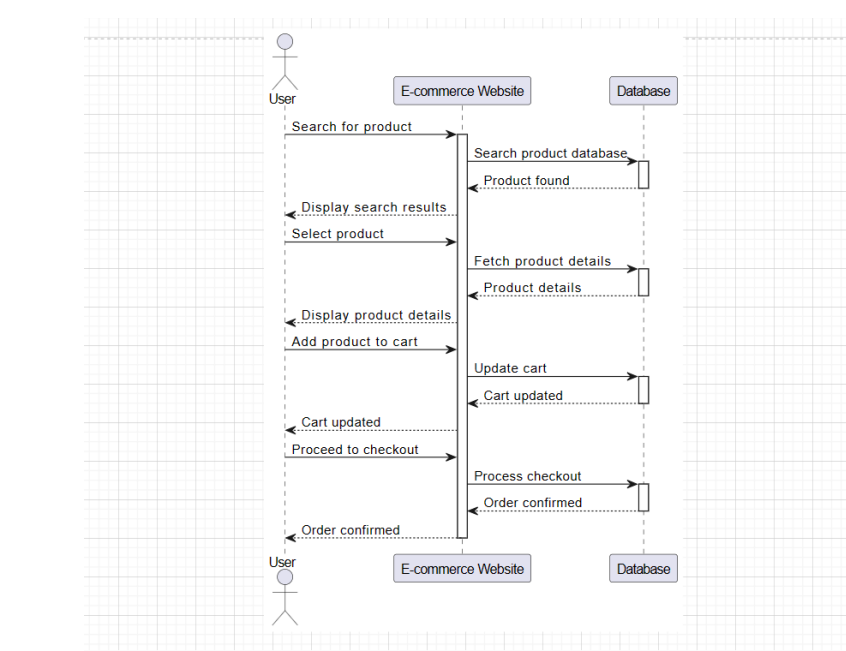 User
E-commerce Website
Database
Search for product
Search product database
Product found
Display search results
Select product
Fetch product details
Product details
Display product details
Add product to cart
Update cart
Cart updated
Cart updated
Proceed to checkout
Process checkout
Order confirmed
Order confirmed
User
E-commerce Website
Database